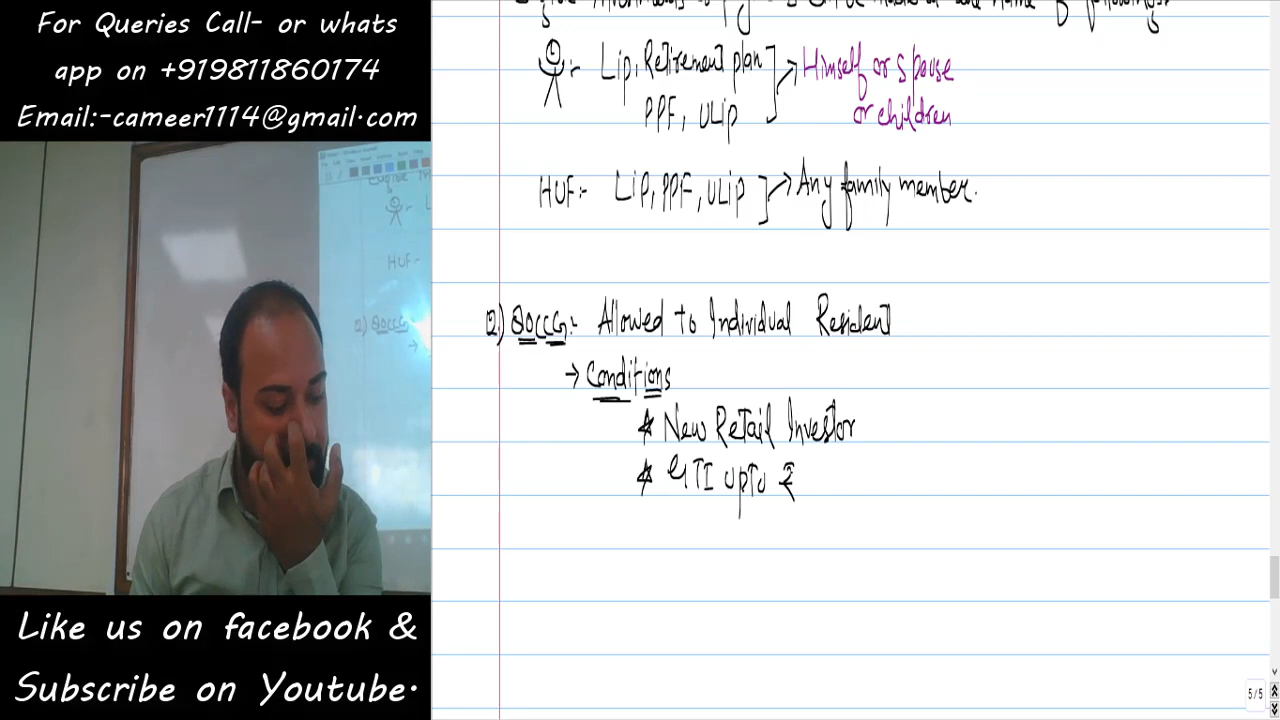 For Queries Call- or whats
app on +919811860174
Email:-cameer1114@gmail.com
:- Lip, Retirement plan
PPF, ULip
Himself or spouse
or children
HUF:- Lip, PPF, ULip Any family member.
2) 80CCG:- Allowed to Individual Resident
→ Conditions
* New Retail Investor
* GTI upto ₹
Like us on facebook &
Subscribe on Youtube.
5/5